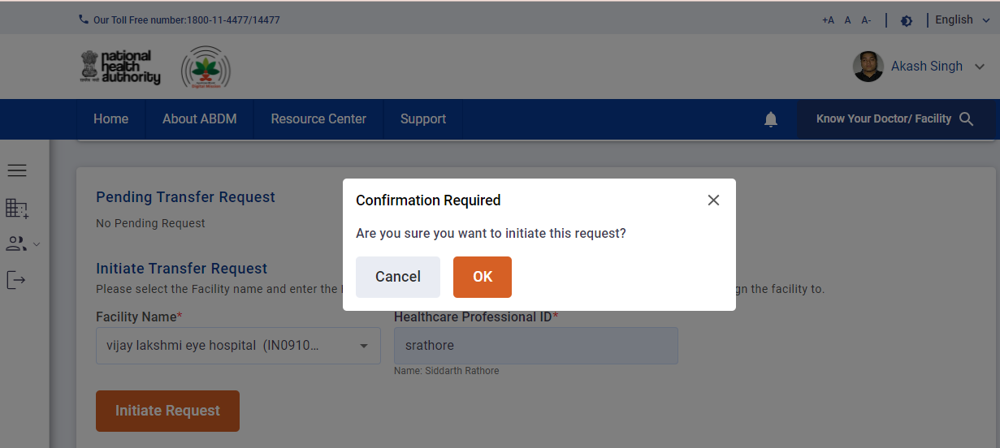 Our Toll Free number:1800-11-4477/14477
+A A A- English
national
health
authority
Akash Singh
Home About ABDM Resource Center Support Know Your Doctor/ Facility
Pending Transfer Request
No Pending Request
Confirmation Required
Are you sure you want to initiate this request?
Cancel OK
Initiate Transfer Request
Please select the Facility name and enter the gn the facility to.
Facility Name* Healthcare Professional ID*
vijay lakshmi eye hospital (IN0910... srathore
Name: Siddarth Rathore
Initiate Request